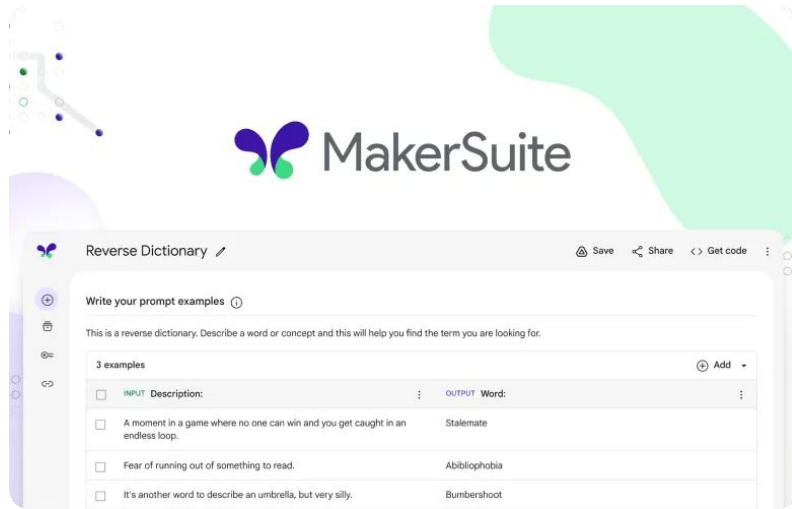 MakerSuite
Reverse Dictionary
Save
Share
<> Get code
Write your prompt examples
This is a reverse dictionary. Describe a word or concept and this will help you find the term you are looking for.
3 examples
Add
INPUT Description:
OUTPUT Word:
A moment in a game where no one can win and you get caught in an
endless loop.
Stalemate
Fear of running out of something to read.
Abibliophobia
It's another word to describe an umbrella, but very silly.
Bumbershoot